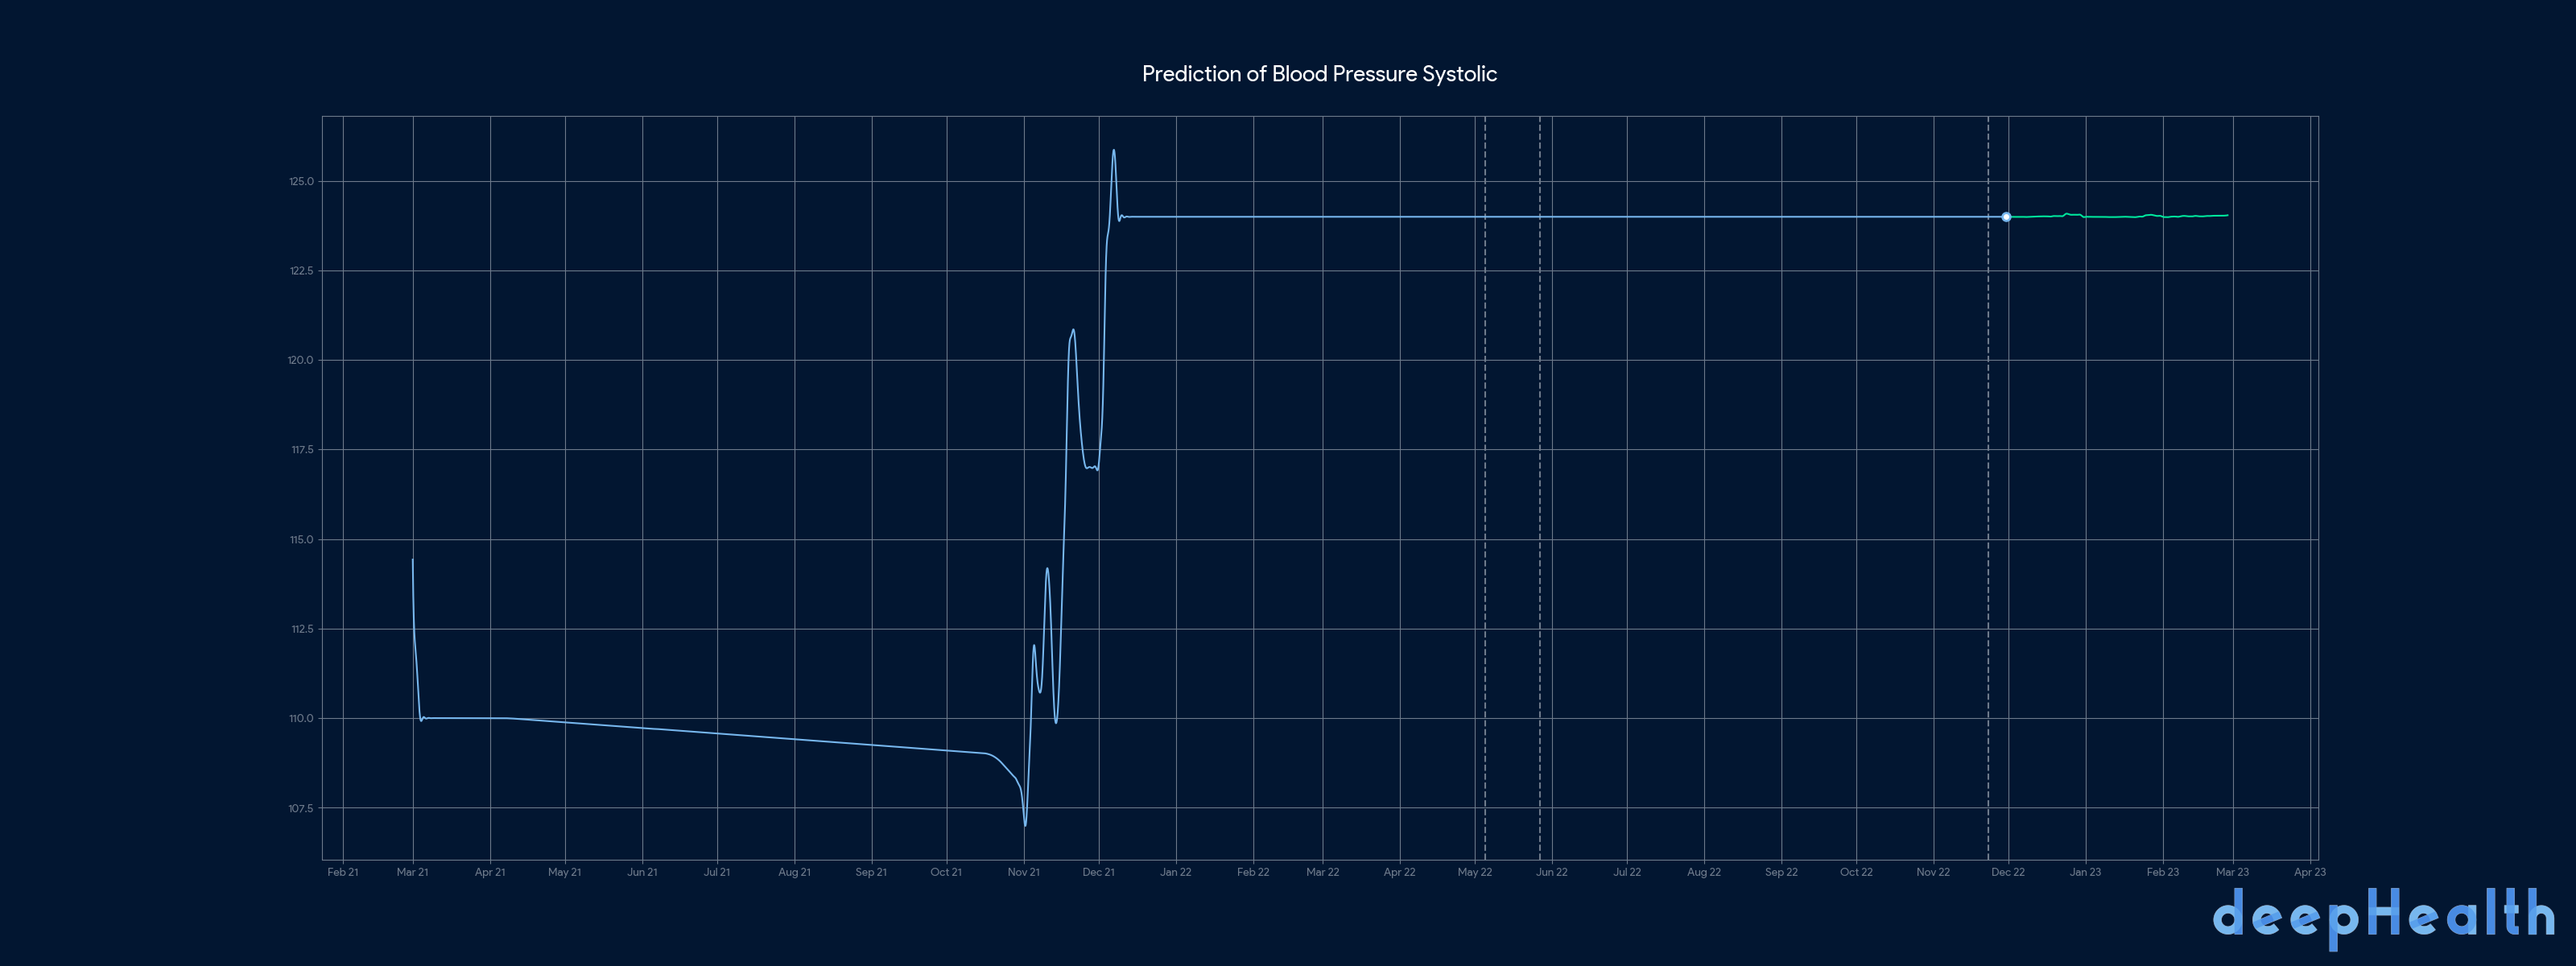 Prediction of Blood Pressure Systolic
125.0
122.5
120.0
117.5
115.0
112.5
110.0
107.5
Feb 21 Mar 21 Apr 21 May 21 Jun 21 Jul 21 Aug 21 Sep 21 Oct 21 Nov 21 Dec 21 Jan 22 Feb 22 Mar 22 Apr 22 May 22 Jun 22 Jul 22 Aug 22 Sep 22 Oct 22 Nov 22 Dec 22 Jan 23 Feb 23 Mar 23 Apr 23
deepHealth